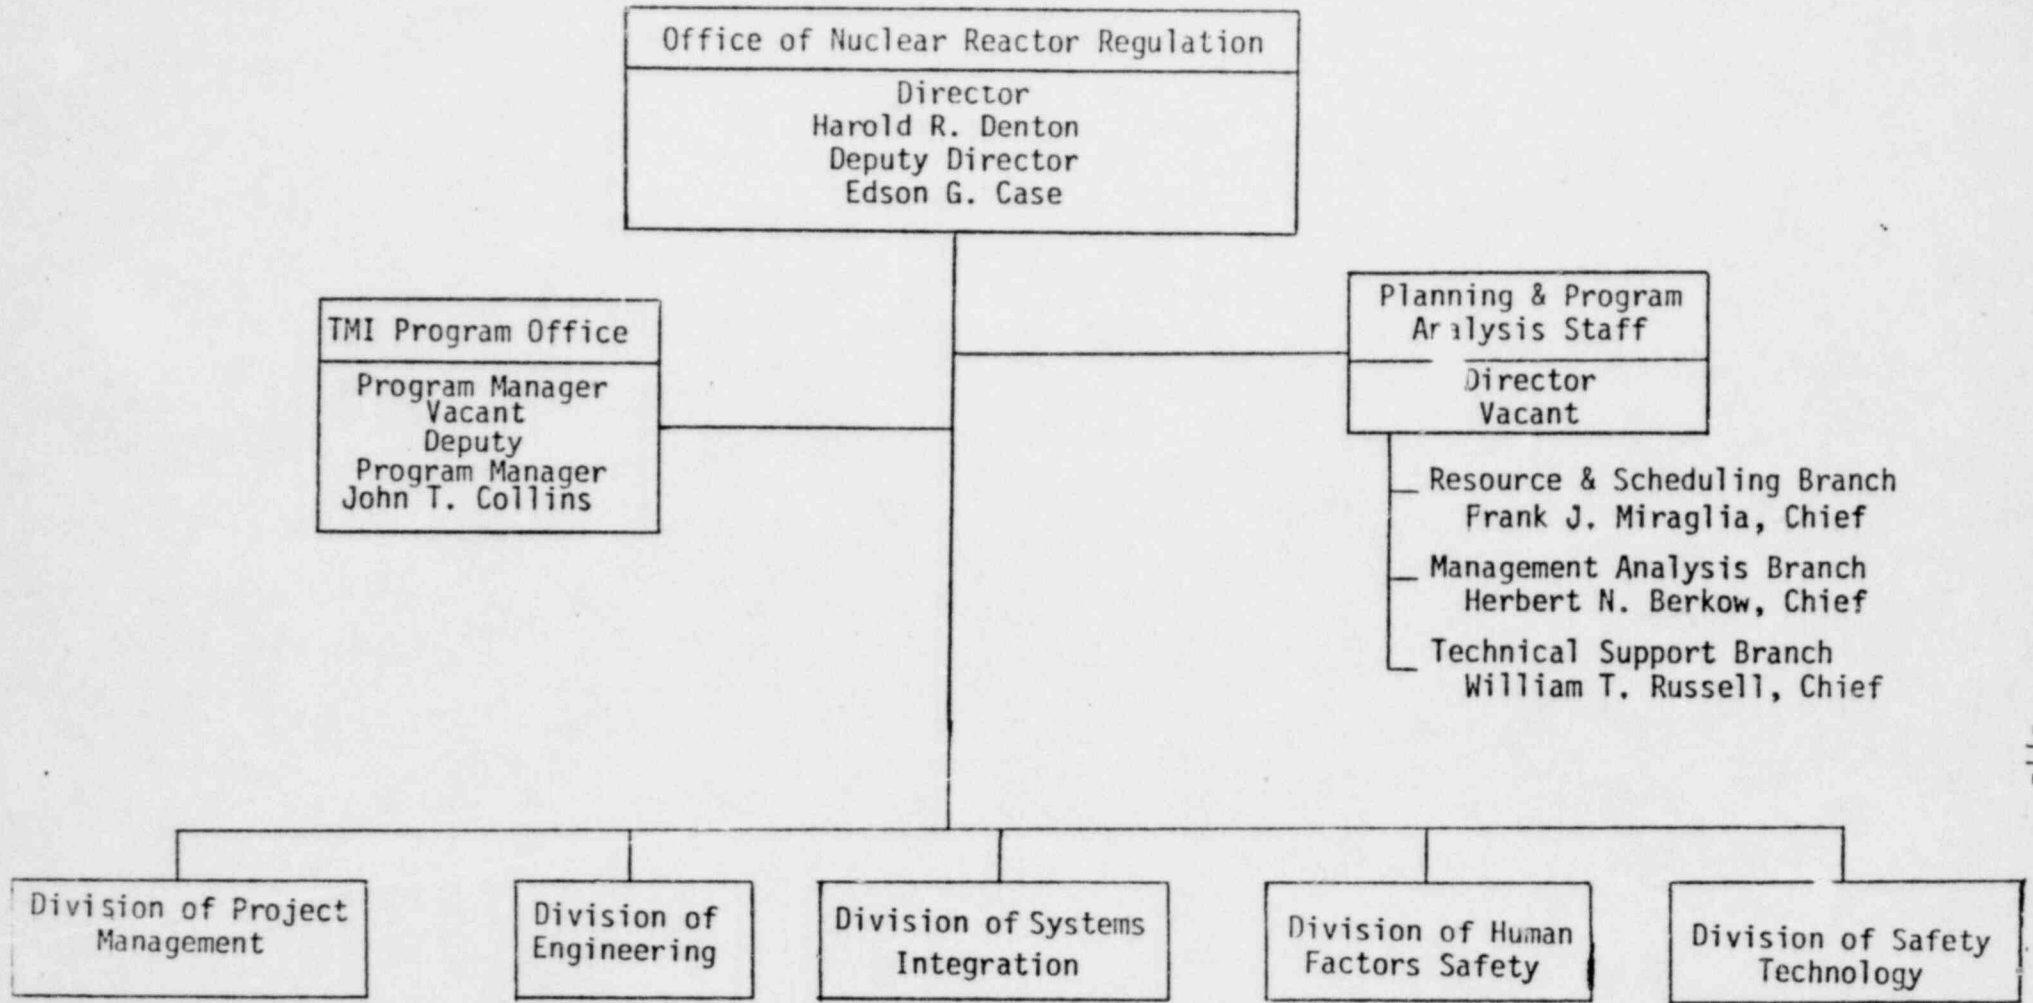 Office of Nuclear Reactor Regulation
Director
Harold R. Denton
Deputy Director
Edson G. Case
TMI Program Office
Program Manager
Vacant
Deputy
Program Manager
John T. Collins
Planning & Program
Analysis Staff
Director
Vacant
Resource & Scheduling Branch
Frank J. Miraglia, Chief
Management Analysis Branch
Herbert N. Berkow, Chief
Technical Support Branch
William T. Russell, Chief
Division of Project
Management
Division of
Engineering
Division of Systems
Integration
Division of Human
Factors Safety
Division of Safety
Technology